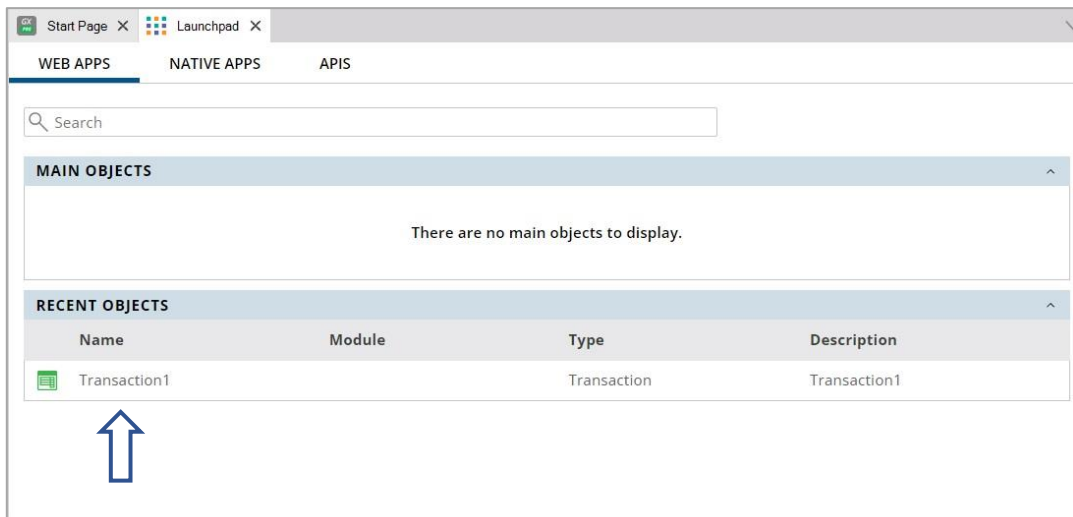 Start Page Launchpad
WEB APPS NATIVE APPS APIS
Search
MAIN OBJECTS
There are no main objects to display.
RECENT OBJECTS
Name Module Type Description
Transaction1 Transaction Transaction1